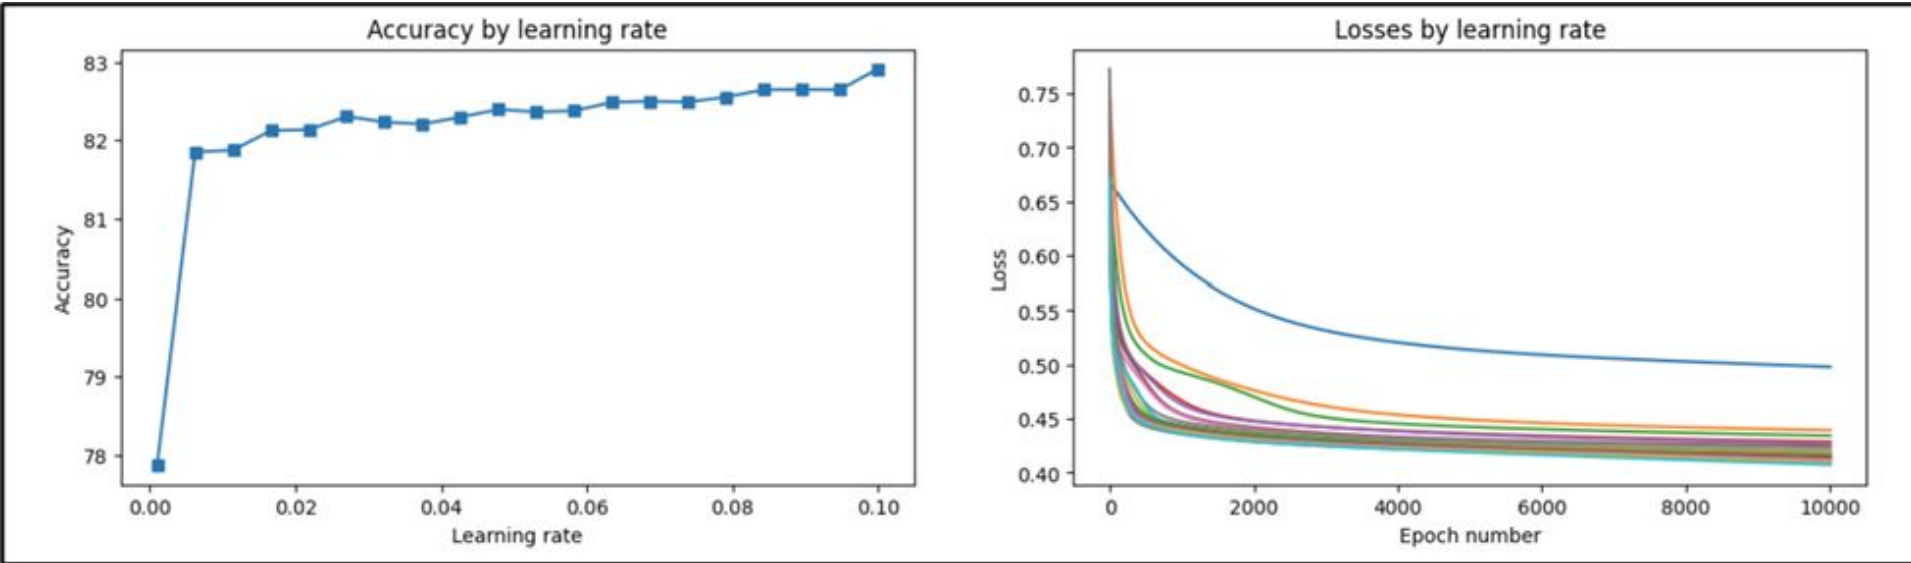 Accuracy by learning rate
83
82
81
80
79
78
Accuracy
0.00 0.02 0.04 0.06 0.08 0.10
Learning rate
Losses by learning rate
0.75
0.70
0.65
0.60
0.55
0.50
0.45
0.40
Loss
0 2000 4000 6000 8000 10000
Epoch number